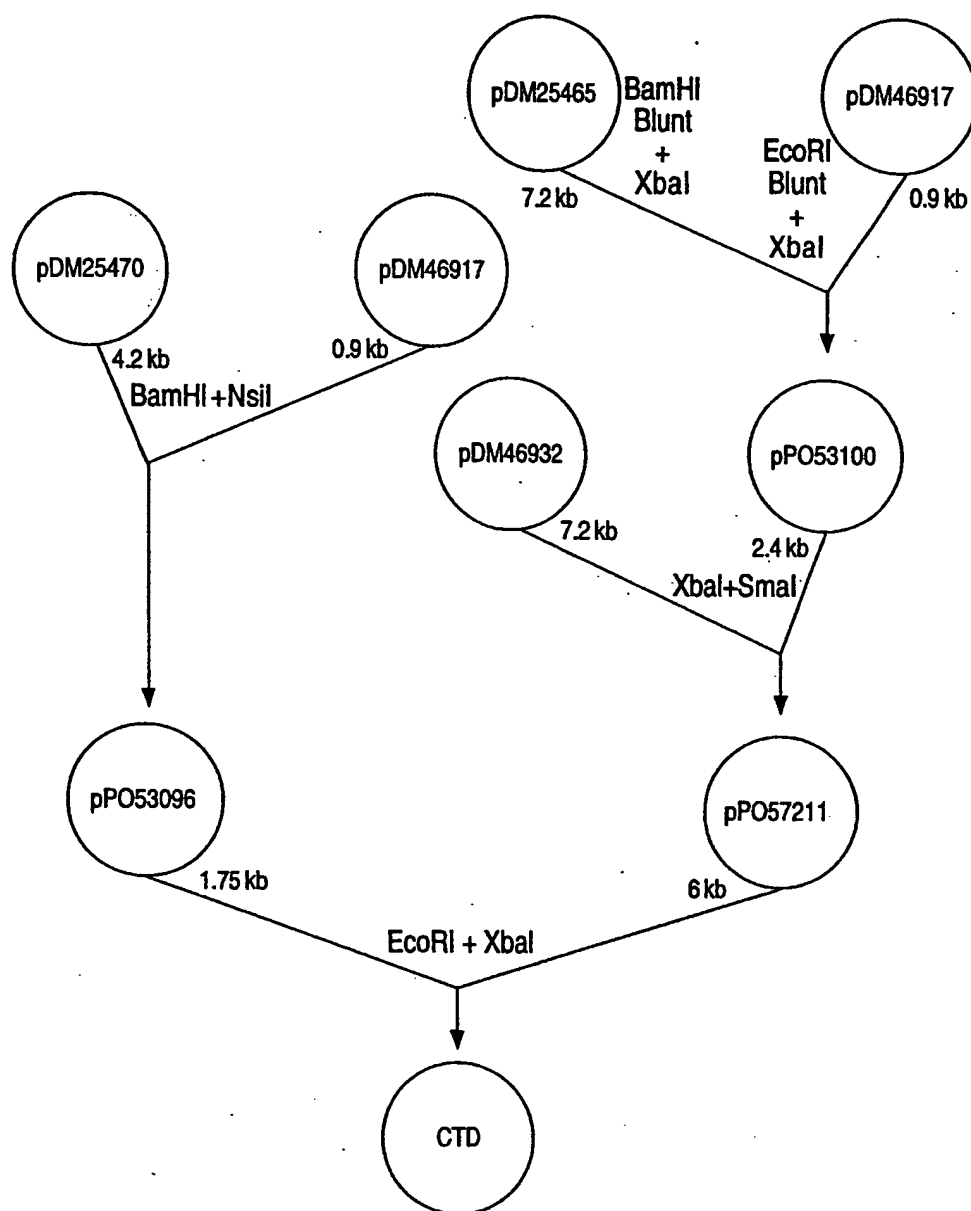 pDM25465
BamHI
Blunt
+
XbaI
pDM46917
EcoRI
Blunt
+
XbaI
7.2 kb
0.9 kb
pDM25470
pDM46917
4.2 kb
0.9 kb
BamHI +NsiI
pDM46932
pPO53100
7.2 kb
2.4 kb
XbaI+SmaI
pPO53096
pPO57211
1.75 kb
6 kb
EcoRI + XbaI
CTD